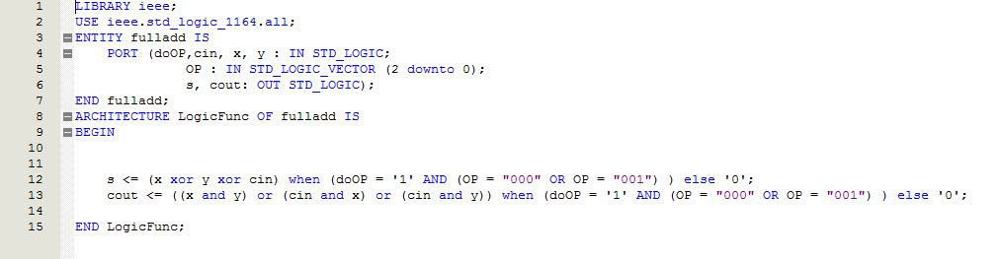 1 LIBRARY ieee;
2 USE ieee.std_logic_1164.all;
3 ENTITY fulladd IS
4 PORT (doOP,cin, x, y : IN STD_LOGIC;
5 OP : IN STD_LOGIC_VECTOR (2 downto 0);
6 s, cout: OUT STD_LOGIC);
7 END fulladd;
8 ARCHITECTURE LogicFunc OF fulladd IS
9 BEGIN
10
11
12 s <= (x xor y xor cin) when (doOP = '1' AND (OP = "000" OR OP = "001") ) else '0';
13 cout <= ((x and y) or (cin and x) or (cin and y)) when (doOP = '1' AND (OP = "000" OR OP = "001") ) else '0';
14
15 END LogicFunc;